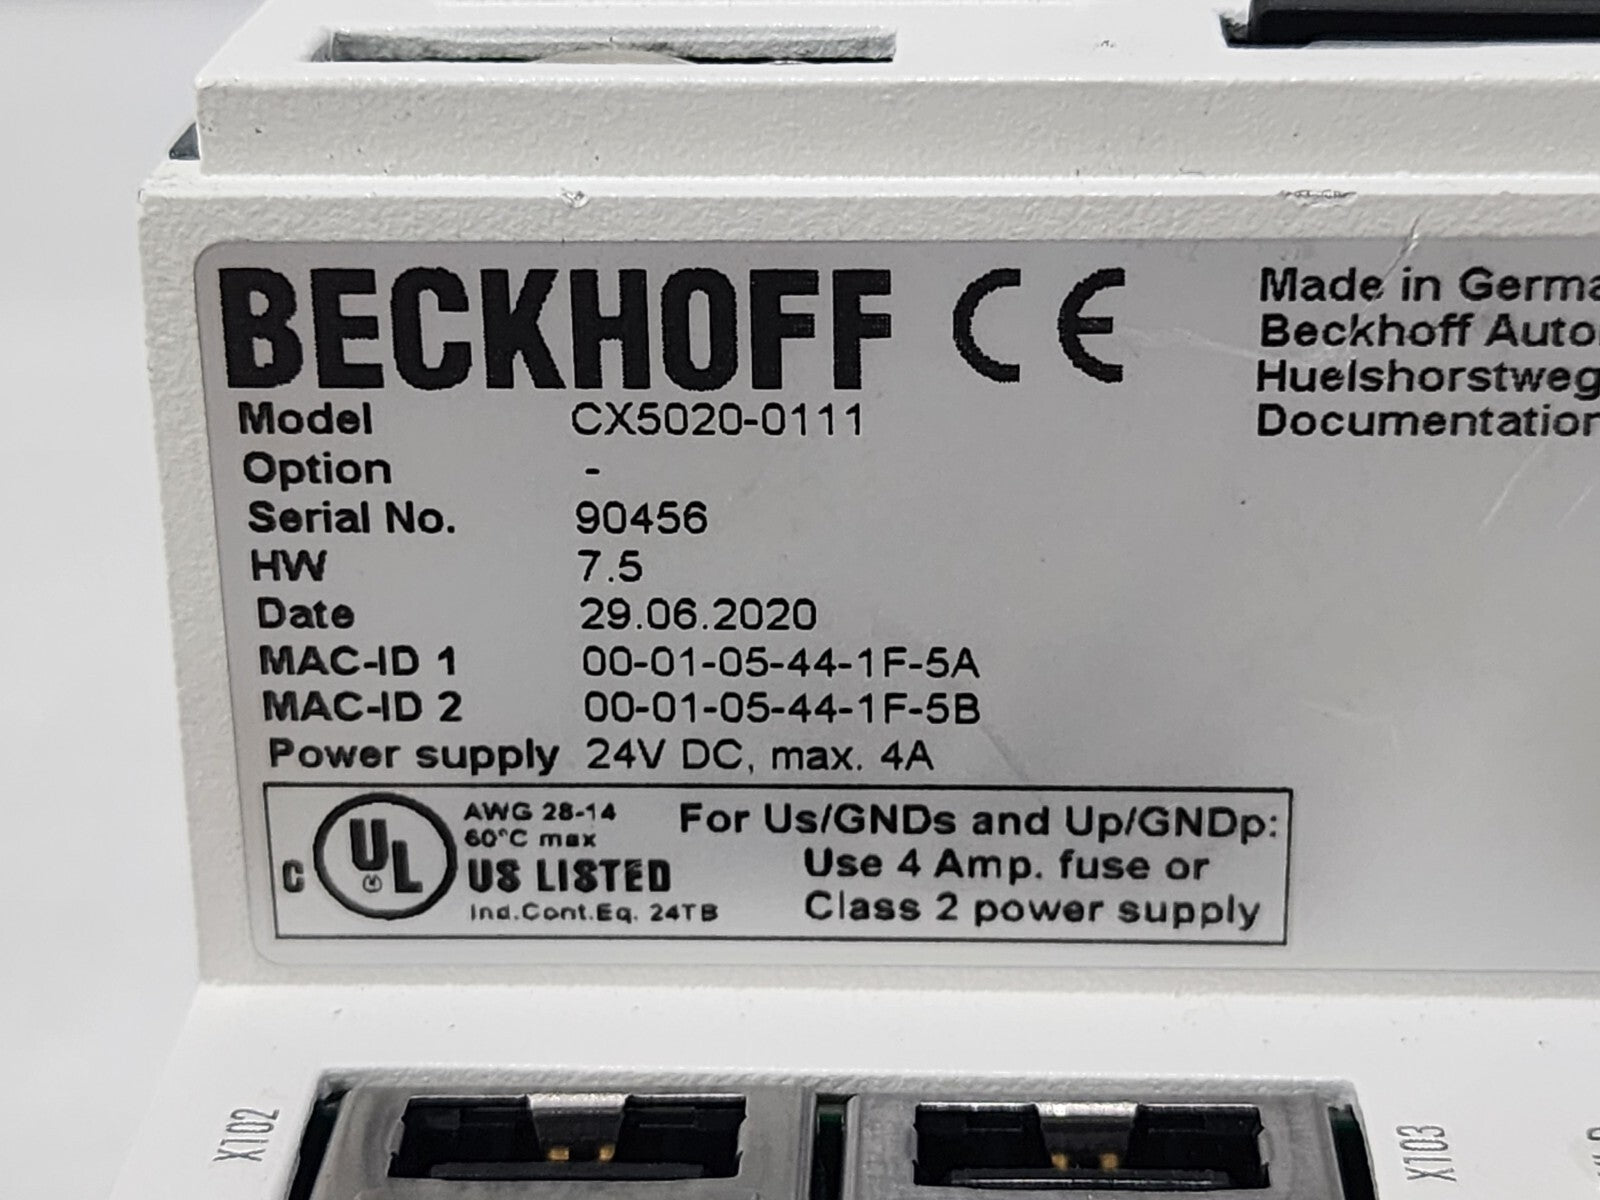 BECKHOFF CE
Made in Germa
Beckhoff Auto
Huelshorstweg
Documentation
Model CX5020-0111
Option -
Serial No. 90456
HW 7.5
Date 29.06.2020
MAC-ID 1 00-01-05-44-1F-5A
MAC-ID 2 00-01-05-44-1F-5B
Power supply 24V DC, max. 4A
C UL
AWG 28-14
60°C max
US LISTED
Ind.Cont.Eq. 24TB
For Us/GNDs and Up/GNDp:
Use 4 Amp. fuse or
Class 2 power supply
X102
X103